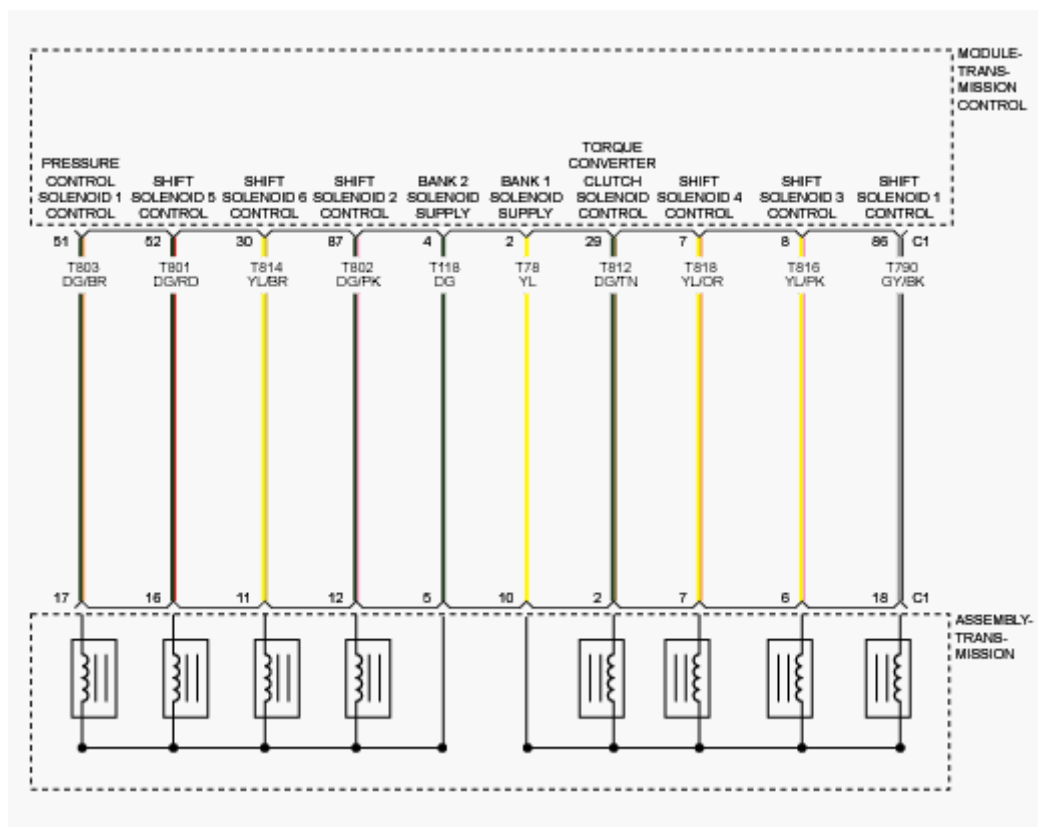 MODULE-
TRANS-
MISSION
CONTROL
PRESSURE
CONTROL
SOLENOID 1
CONTROL
SHIFT
SOLENOID 5
CONTROL
SHIFT
SOLENOID 6
CONTROL
SHIFT
SOLENOID 2
CONTROL
BANK 2
SOLENOID
SUPPLY
BANK 1
SOLENOID
SUPPLY
TORQUE
CONVERTER
CLUTCH
SOLENOID
CONTROL
SHIFT
SOLENOID 4
CONTROL
SHIFT
SOLENOID 3
CONTROL
SHIFT
SOLENOID 1
CONTROL
51 52 30 87 4 2 29 7 8 86 C1
T803 T801 T814 T802 T118 T78 T812 T818 T816 T790
DG/BR DG/RD YL/BR DG/PK DG YL DG/TN YL/OR YL/PK GY/BK
17 16 11 12 5 10 2 7 6 18 C1
ASSEMBLY-
TRANS-
MISSION